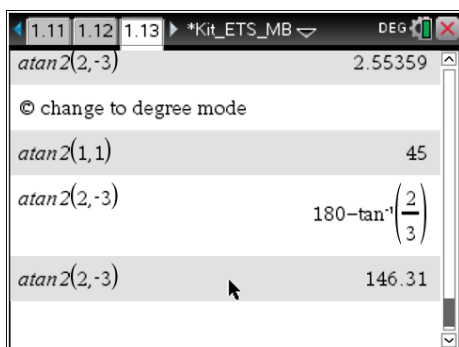 1.11 1.12 1.13 *Kit_ETS_MB DEG
atan2(2,-3) 2.55359
© change to degree mode
atan2(1,1) 45
atan2(2,-3) 180−tan⁻¹(2/3)
atan2(2,-3) 146.31